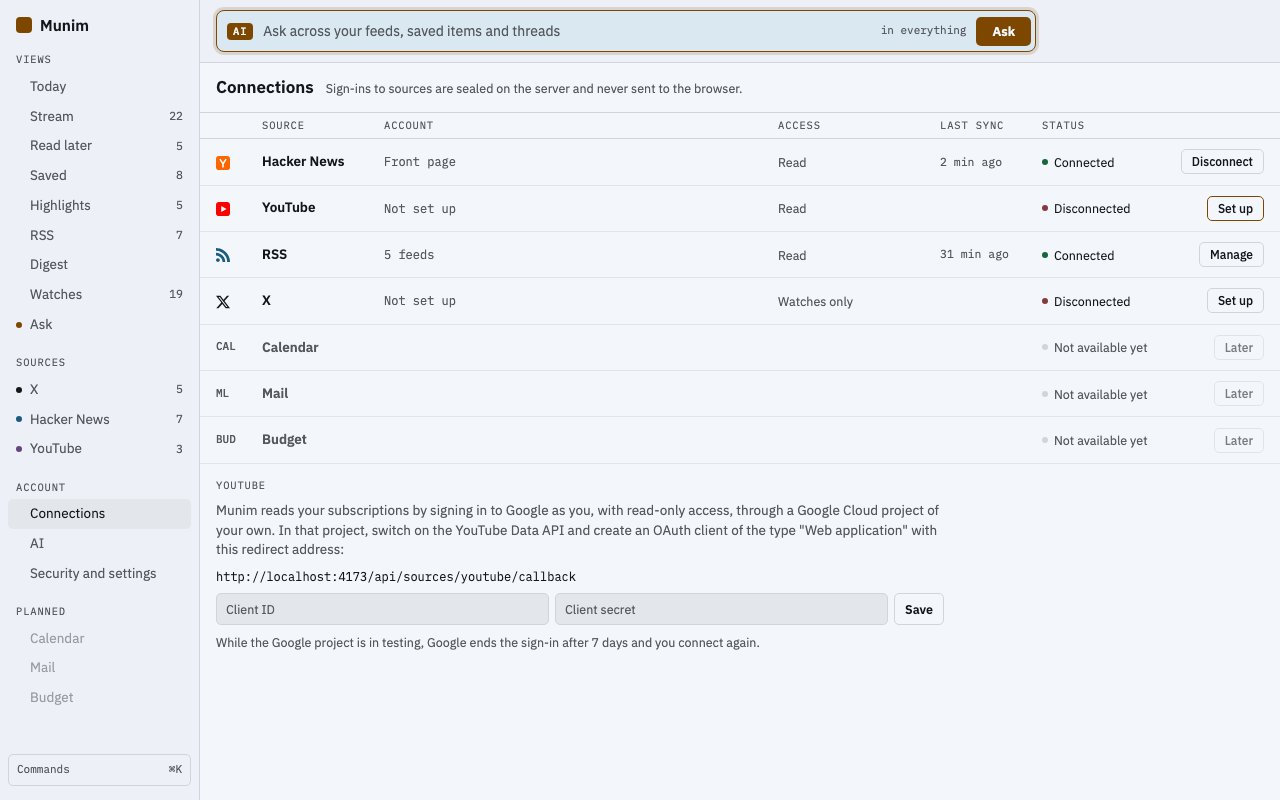 Munim
VIEWS
Today
Stream 22
Read later 5
Saved 8
Highlights 5
RSS 7
Digest
Watches 19
Ask
SOURCES
X 5
Hacker News 7
YouTube 3
ACCOUNT
Connections
AI
Security and settings
PLANNED
Calendar
Mail
Budget
Commands ⌘K
AI Ask across your feeds, saved items and threads in everything Ask
Connections Sign-ins to sources are sealed on the server and never sent to the browser.
SOURCE ACCOUNT ACCESS LAST SYNC STATUS
Hacker News Front page Read 2 min ago Connected Disconnect
YouTube Not set up Read Disconnected Set up
RSS 5 feeds Read 31 min ago Connected Manage
X Not set up Watches only Disconnected Set up
CAL Calendar Not available yet Later
ML Mail Not available yet Later
BUD Budget Not available yet Later
YOUTUBE
Munim reads your subscriptions by signing in to Google as you, with read-only access, through a Google Cloud project of
your own. In that project, switch on the YouTube Data API and create an OAuth client of the type "Web application" with
this redirect address:
http://localhost:4173/api/sources/youtube/callback
Client ID Client secret Save
While the Google project is in testing, Google ends the sign-in after 7 days and you connect again.